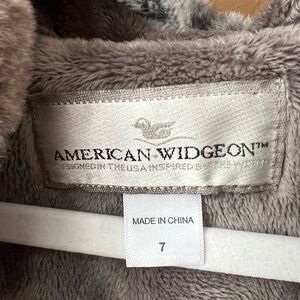 AMERICAN WIDGEON™
DESIGNED IN THE USA INSPIRED BY
MADE IN CHINA
7